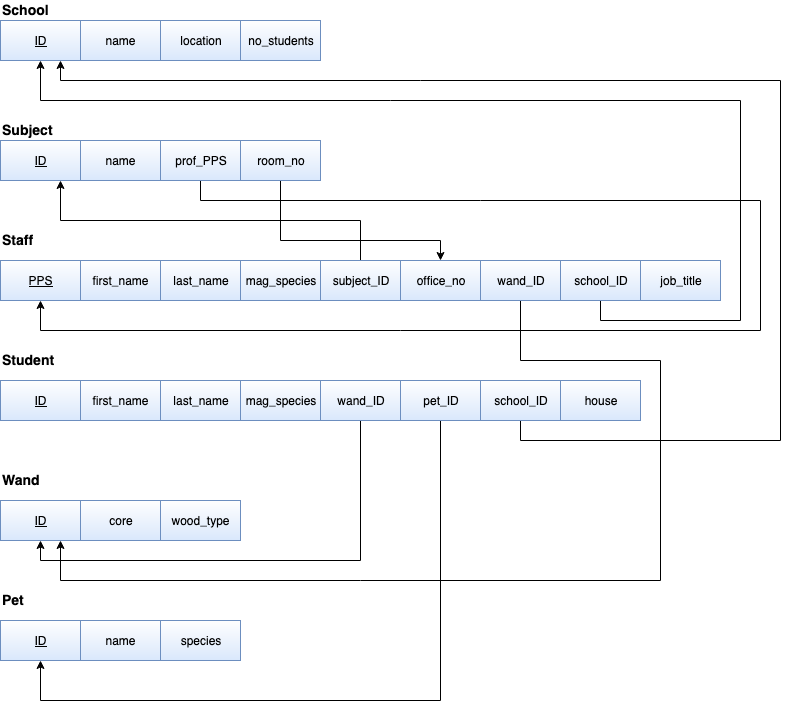 School
ID name location no_students
Subject
ID name prof_PPS room_no
Staff
PPS first_name last_name mag_species subject_ID office_no wand_ID school_ID job_title
Student
ID first_name last_name mag_species wand_ID pet_ID school_ID house
Wand
ID core wood_type
Pet
ID name species